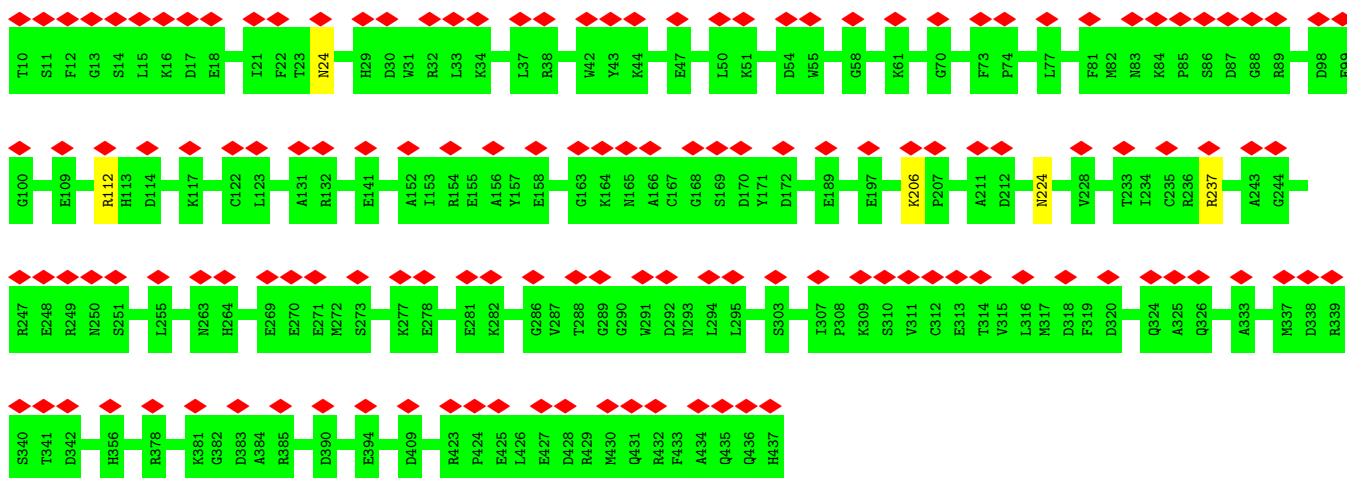 T10 S11 F12 G13 S14 L15 K16 D17 E18 I21 F22 T23 N24 H29 D30 W31 R32 L33 K34 L37 R38 W42 Y43 K44 E47 L50 K51 D54 W55 G58 K61 G70 F73 P74 L77 F81 M82 N83 K84 P85 S86 D87 G88 R89 D98 E99
G100 E109 R112 H113 D114 K117 C122 L123 A131 R132 E141 A152 I153 R154 E155 A156 Y157 E158 G163 K164 N165 A166 C167 G168 S169 D170 Y171 D172 E189 E197 K206 P207 A211 D212 N224 V228 T233 I234 C235 R236 R237 A243 G244
R247 E248 R249 N250 S251 L255 N263 H264 E269 E270 E271 M272 S273 K277 E278 E281 K282 G286 V287 T288 G289 G290 W291 D292 N293 L294 L295 S303 I307 P308 K309 S310 V311 C312 E313 T314 V315 L316 M317 D318 F319 D320 Q324 A325 Q326 A333 M337 D338 R339
S340 T341 D342 H356 R378 K381 G382 D383 A384 R385 D390 E394 D409 R423 P424 E425 L426 E427 D428 R429 M430 Q431 R432 F433 A434 Q435 Q436 H437